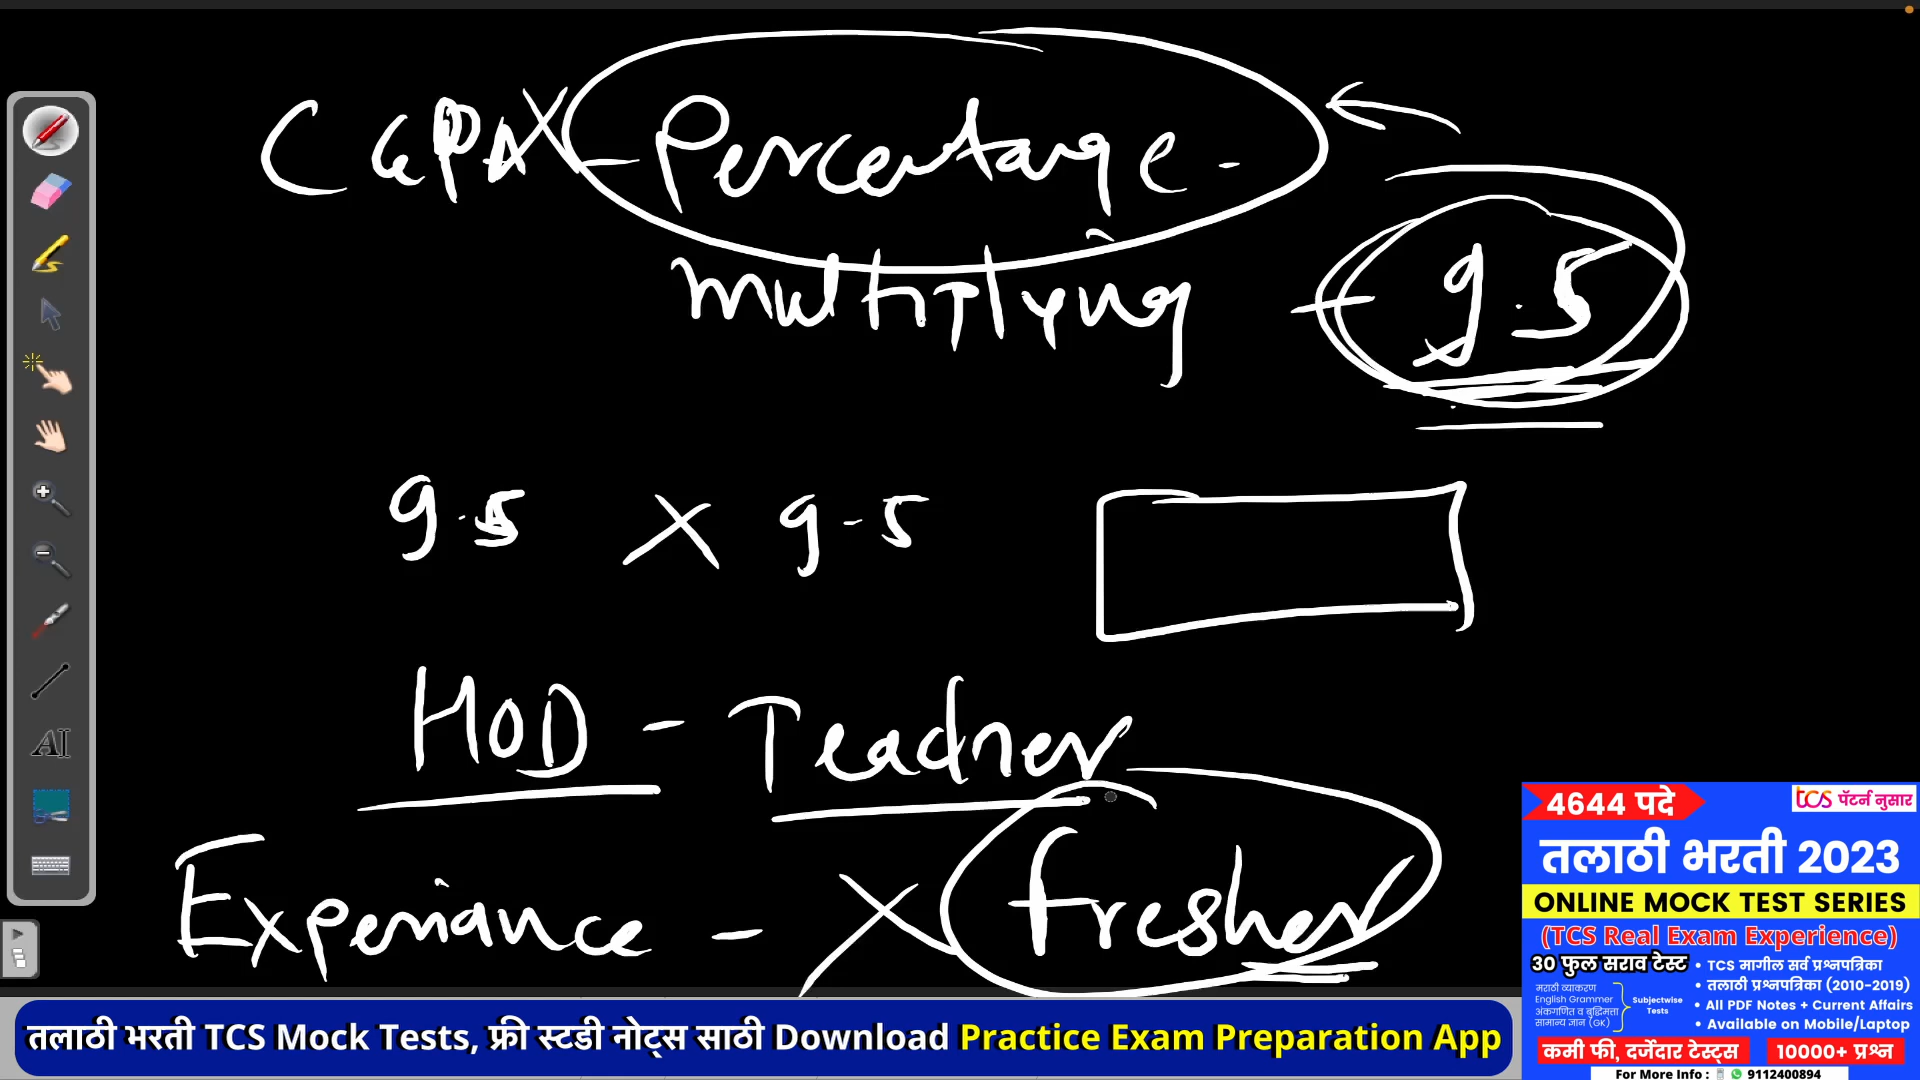 CGPA X - Percentage -
multiplying - 9.5
9.5 X 9.5
HOD - Teacher
Experiance - X fresher
4644 पदे
tcs पॅटर्न नुसार
तलाठी भरती 2023
ONLINE MOCK TEST SERIES
(TCS Real Exam Experience)
30 फुल सराव टेस्ट
• TCS मागील सर्व प्रश्नपत्रिका
• तलाठी प्रश्नपत्रिका (2010-2019)
• All PDF Notes + Current Affairs
• Available on Mobile/Laptop
मराठी व्याकरण
English Grammer
अंकगणित व बुद्धिमत्ता
सामान्य ज्ञान (GK)
Subjectwise
Tests
कमी फी, दर्जेदार टेस्ट्स
10000+ प्रश्न
For More Info : 9112400894
तलाठी भरती TCS Mock Tests, फ्री स्टडी नोट्स साठी Download Practice Exam Preparation App
AI